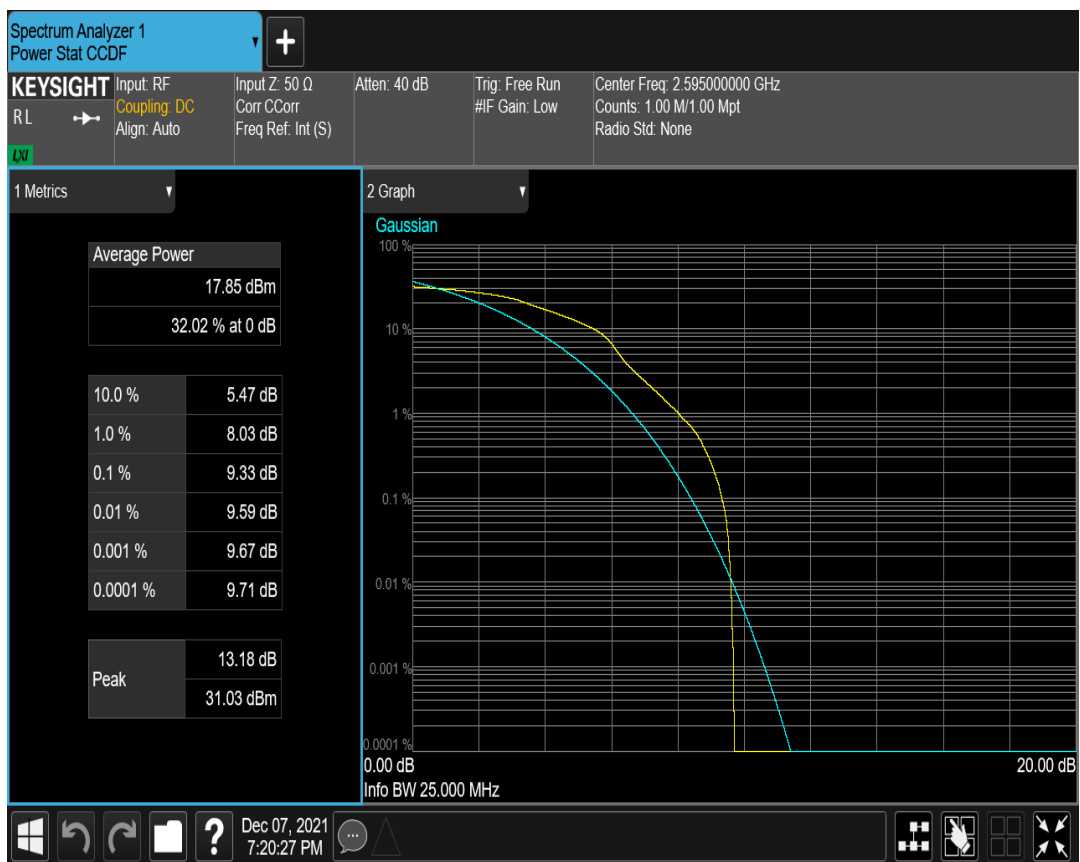 Spectrum Analyzer 1
Power Stat CCDF
KEYSIGHT
RL
LXI
Input: RF
Coupling: DC
Align: Auto
Input Z: 50 Ω
Corr CCorr
Freq Ref: Int (S)
Atten: 40 dB
Trig: Free Run
#IF Gain: Low
Center Freq: 2.595000000 GHz
Counts: 1.00 M/1.00 Mpt
Radio Std: None
1 Metrics
Average Power
17.85 dBm
32.02 % at 0 dB
10.0 % 5.47 dB
1.0 % 8.03 dB
0.1 % 9.33 dB
0.01 % 9.59 dB
0.001 % 9.67 dB
0.0001 % 9.71 dB
Peak
13.18 dB
31.03 dBm
2 Graph
Gaussian
100 %
10 %
1 %
0.1 %
0.01 %
0.001 %
0.0001 %
0.00 dB 20.00 dB
Info BW 25.000 MHz
? Dec 07, 2021
7:20:27 PM